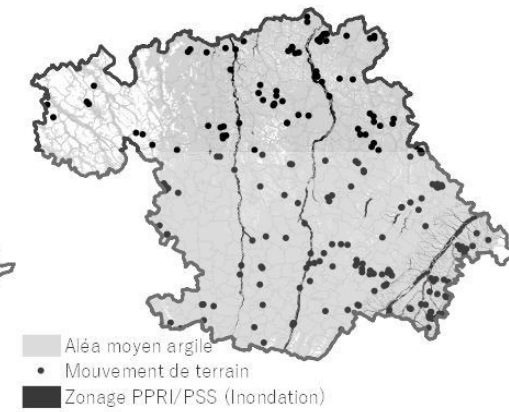 Aléa moyen argile
Mouvement de terrain
Zonage PPRI/PSS (Inondation)